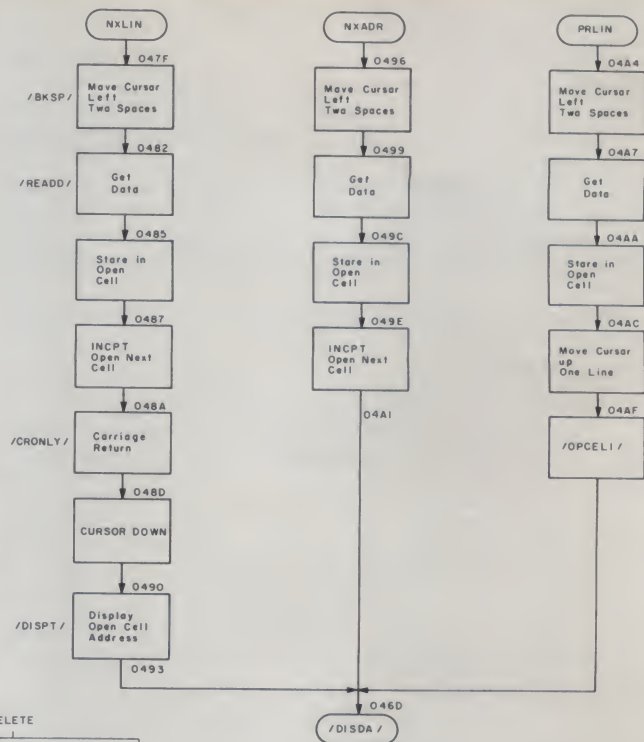 NXLIN
047F
/BKSP/
Move Cursor
Left
Two Spaces
0482
/READD/
Get
Data
0485
Store in
Open
Cell
0487
INCPT
Open Next
Cell
048A
/CRONLY/
Carriage
Return
048D
CURSOR DOWN
0490
/DISPT/
Display
Open Cell
Address
0493
NXADR
0496
Move Cursor
Left
Two Spaces
0499
Get
Data
049C
Store in
Open
Cell
049E
INCPT
Open Next
Cell
04A1
PRLIN
04A4
Move Cursor
Left
Two Spaces
04A7
Get
Data
04AA
Store in
Open
Cell
04AC
Move Cursor
up
One Line
04AF
/OPCEL1/
046D
/DISDA/